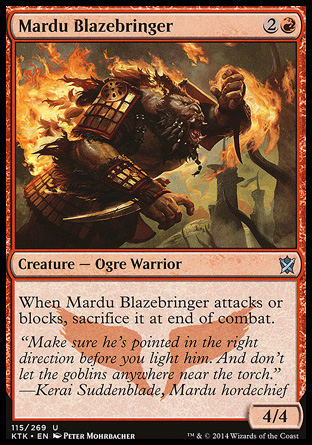 Mardu Blazebringer 2
Creature — Ogre Warrior
When Mardu Blazebringer attacks or
blocks, sacrifice it at end of combat.
“Make sure he’s pointed in the right
direction before you light him. And don’t
let the goblins anywhere near the torch.”
—Kerai Suddenblade, Mardu hordechief
4/4
115/269 U
KTK • EN Peter Mohrbacher ™ & © 2014 Wizards of the Coast